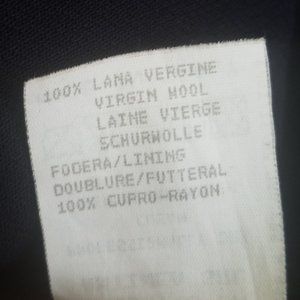 100% LANA VERGINE
VIRGIN WOOL
LAINE VIERGE
SCHURWOLLE
FODERA/LINING
DOUBLURE/FUTTERAL
100% CUPRO-RAYON